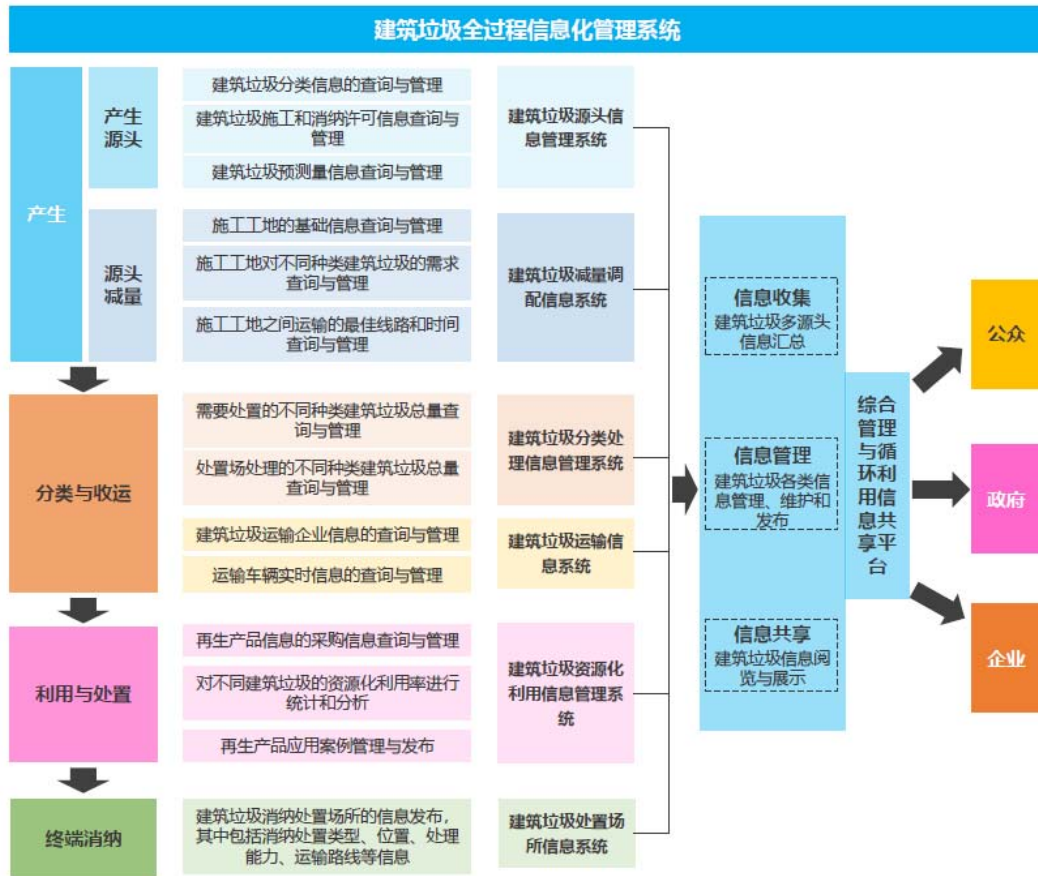 建筑垃圾全过程信息化管理系统
产生
产生
源头
建筑垃圾分类信息的查询与管理
建筑垃圾施工和消纳许可信息查询与
管理
建筑垃圾预测量信息查询与管理
建筑垃圾源头信
息管理系统
源头
减量
施工工地的基础信息查询与管理
施工工地对不同种类建筑垃圾的需求
查询与管理
施工工地之间运输的最佳线路和时间
查询与管理
建筑垃圾减量调
配信息系统
分类与收运
需要处置的不同种类建筑垃圾总量查
询与管理
处置场处理的不同种类建筑垃圾总量
查询与管理
建筑垃圾分类处
理信息管理系统
建筑垃圾运输企业信息的查询与管理
运输车辆实时信息的查询与管理
建筑垃圾运输信
息系统
利用与处置
再生产品信息的采购信息查询与管理
对不同建筑垃圾的资源化利用率进行
统计和分析
再生产品应用案例管理与发布
建筑垃圾资源化
利用信息管理系
统
终端消纳
建筑垃圾消纳处置场所的信息发布,
其中包括消纳处置类型、位置、处理
能力、运输路线等信息
建筑垃圾处置场
所信息系统
信息收集
建筑垃圾多源头
信息汇总
信息管理
建筑垃圾各类信
息管理、维护和
发布
信息共享
建筑垃圾信息阅
览与展示
综合
管理
与循
环利
用信
息共
享平
台
公众
政府
企业